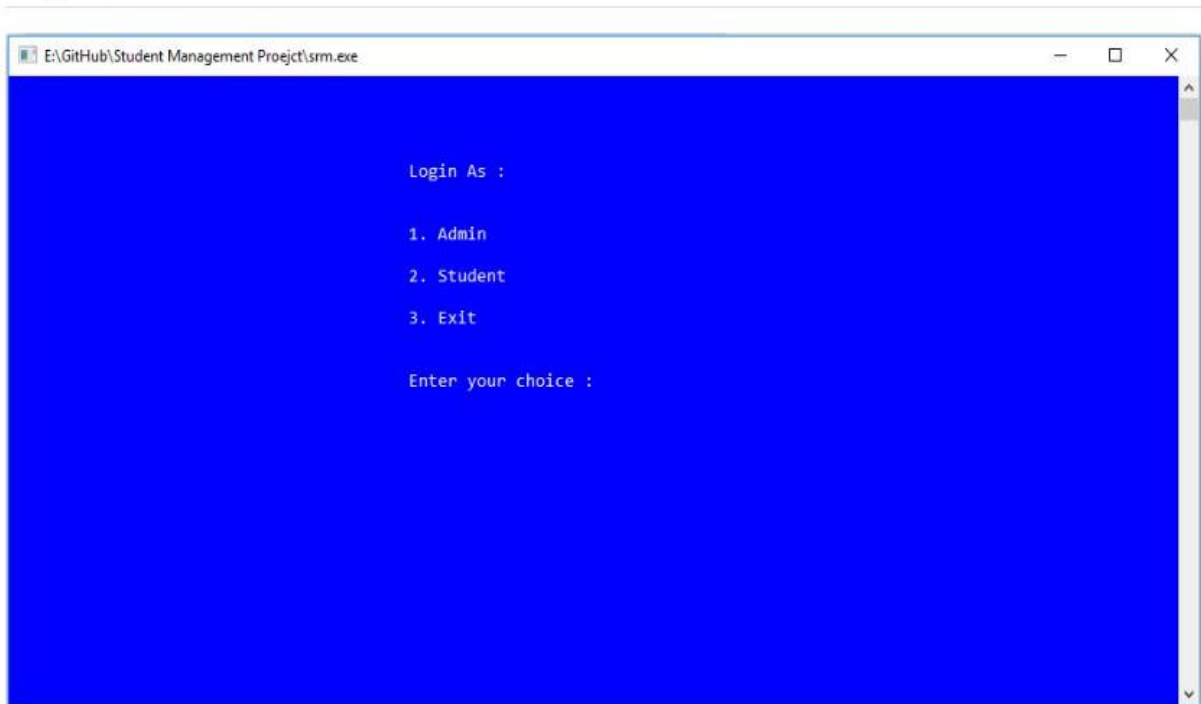 E:\GitHub\Student Management Proejct\srm.exe
Login As :
1. Admin
2. Student
3. Exit
Enter your choice :